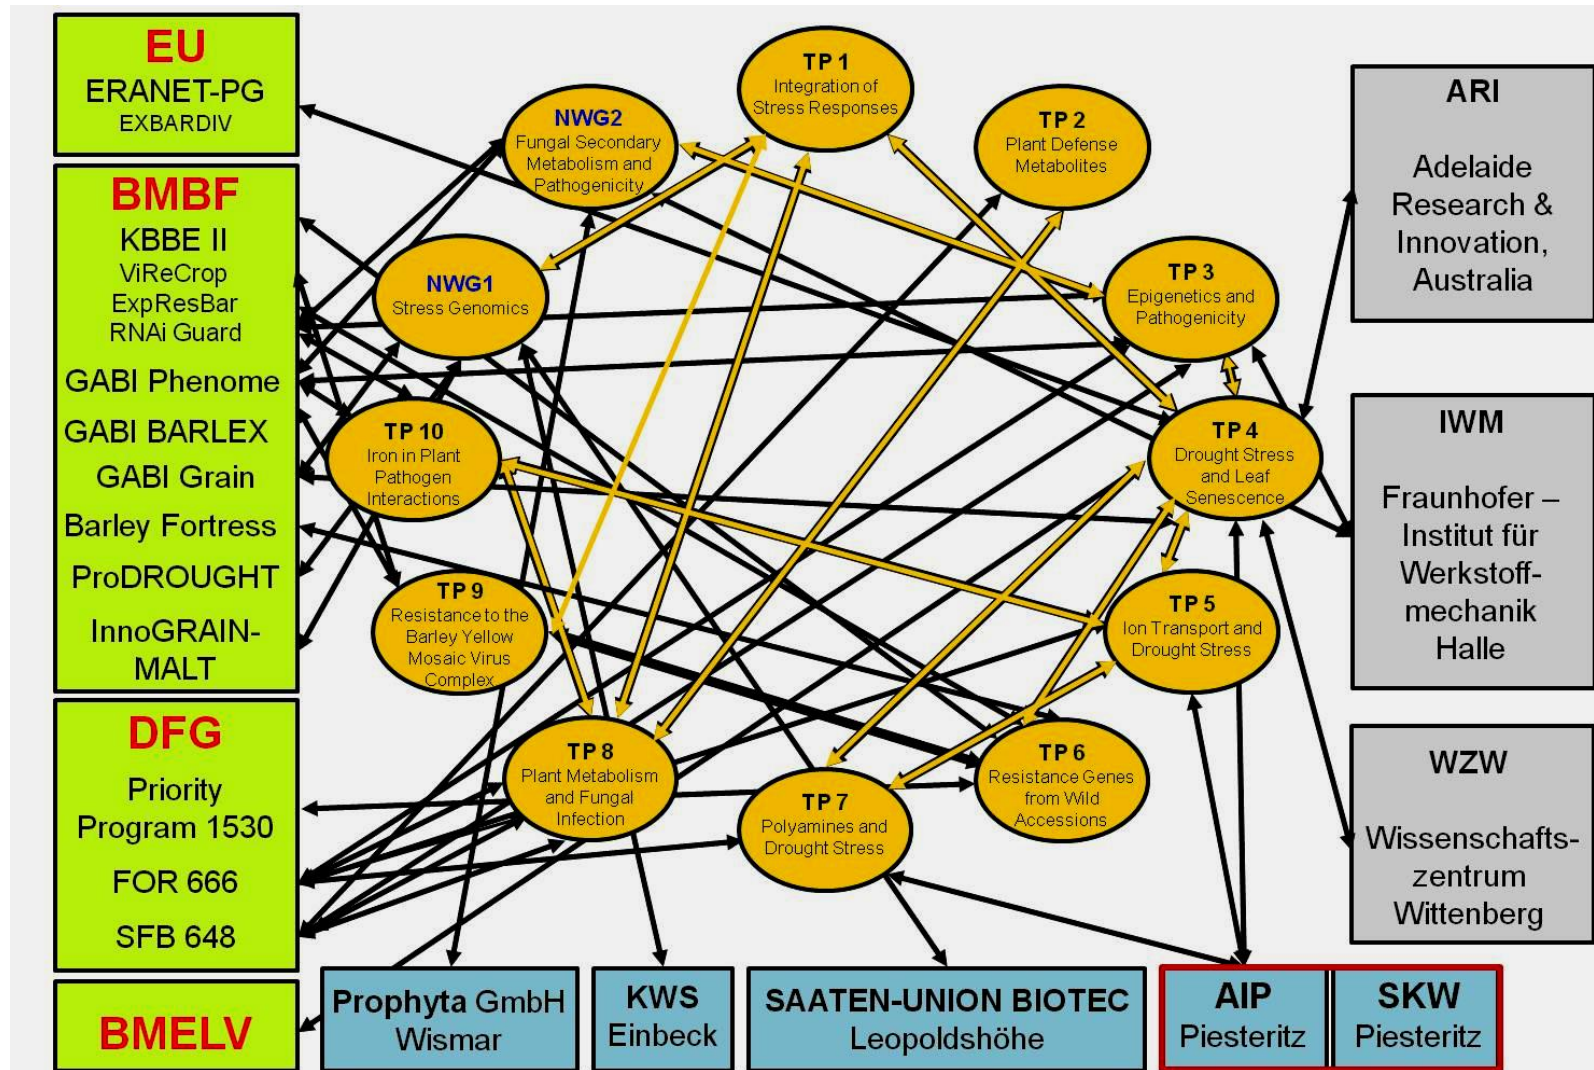 EU
ERANET-PG
EXBARDIV
BMBF
KBBE II
ViReCrop
ExpResBar
RNAi Guard
GABI Phenome
GABI BARLEX
GABI Grain
Barley Fortress
ProDROUGHT
InnoGRAIN-
MALT
DFG
Priority
Program 1530
FOR 666
SFB 648
BMELV
TP 1
Integration of
Stress Responses
TP 2
Plant Defense
Metabolites
TP 3
Epigenetics and
Pathogenicity
TP 4
Drought Stress
and Leaf
Senescence
TP 5
Ion Transport and
Drought Stress
TP 6
Resistance Genes
from Wild
Accessions
TP 7
Polyamines and
Drought Stress
TP 8
Plant Metabolism
and Fungal
Infection
TP 9
Resistance to the
Barley Yellow
Mosaic Virus
Complex
TP 10
Iron in Plant
Pathogen
Interactions
NWG1
Stress Genomics
NWG2
Fungal Secondary
Metabolism and
Pathogenicity
ARI
Adelaide
Research &
Innovation,
Australia
IWM
Fraunhofer –
Institut für
Werkstoff-
mechanik
Halle
WZW
Wissenschafts-
zentrum
Wittenberg
Prophyta GmbH
Wismar
KWS
Einbeck
SAATEN-UNION BIOTEC
Leopoldshöhe
AIP
Piesteritz
SKW
Piesteritz